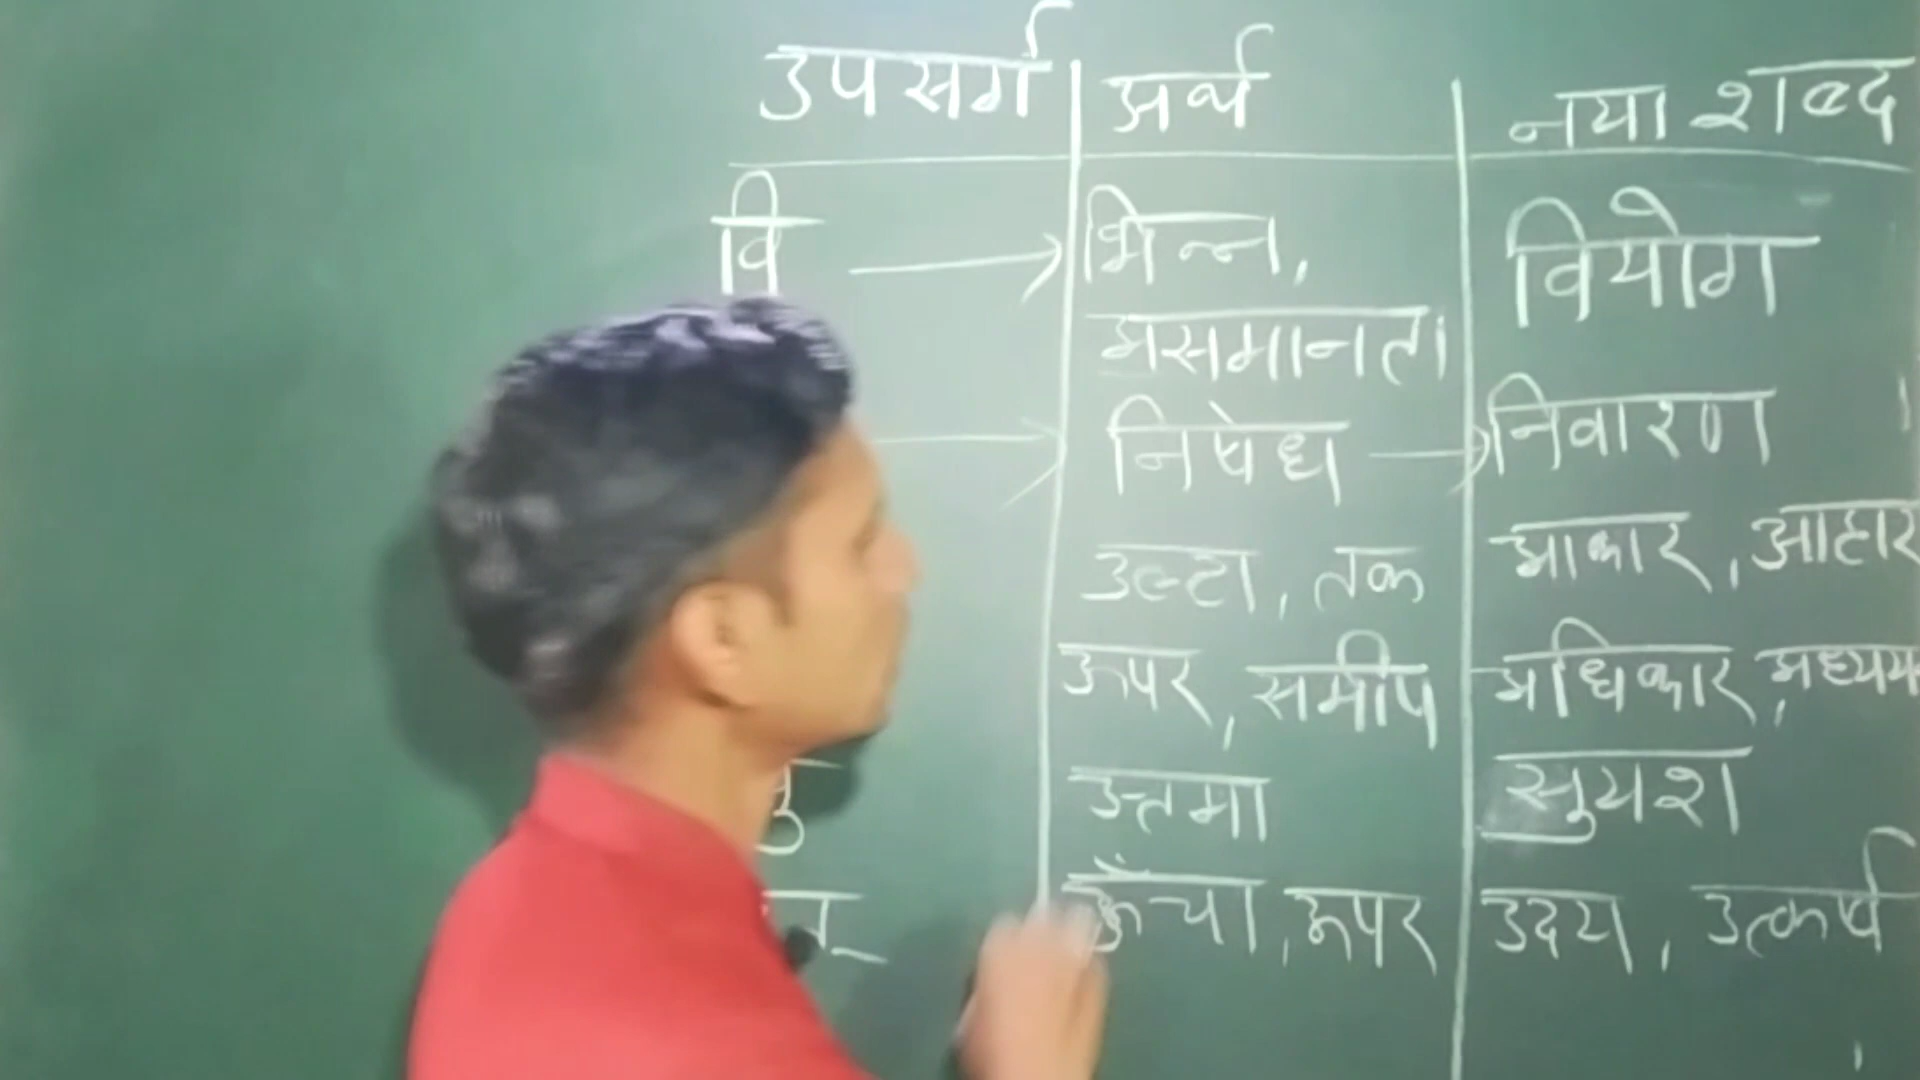 उपसर्ग अर्थ नया शब्द
वि भिन्न, वियोग
असमानता
निषेध निवारण
उल्टा, तक आकार, आहार
ऊपर, समीप अधिकार, अध्यय
उत्तमा सुयश
ऊँचा, ऊपर उदय, उत्कर्ष